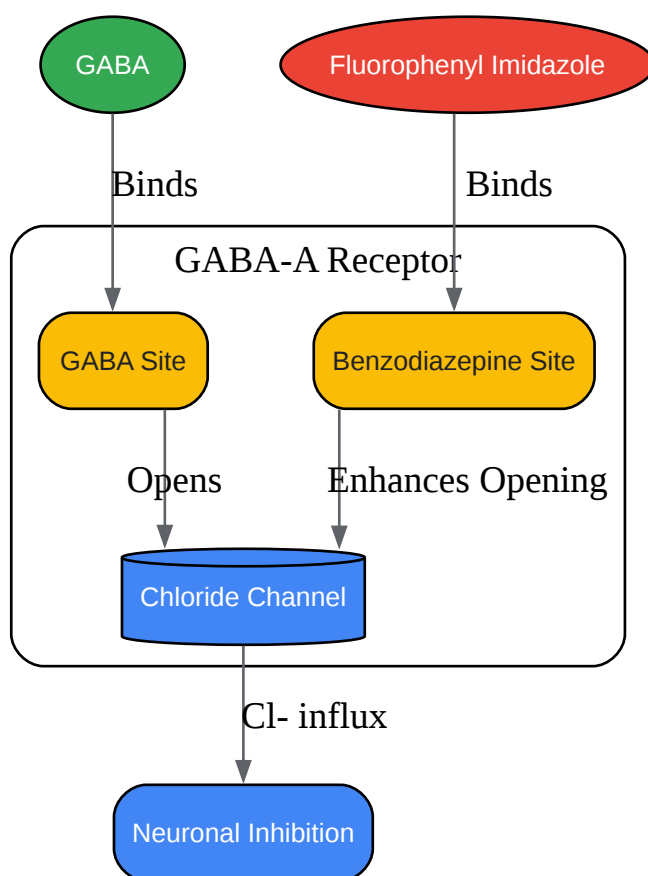 GABA
Fluorophenyl Imidazole
Binds
Binds
GABA-A Receptor
GABA Site
Benzodiazepine Site
Opens
Enhances Opening
Chloride Channel
Cl- influx
Neuronal Inhibition